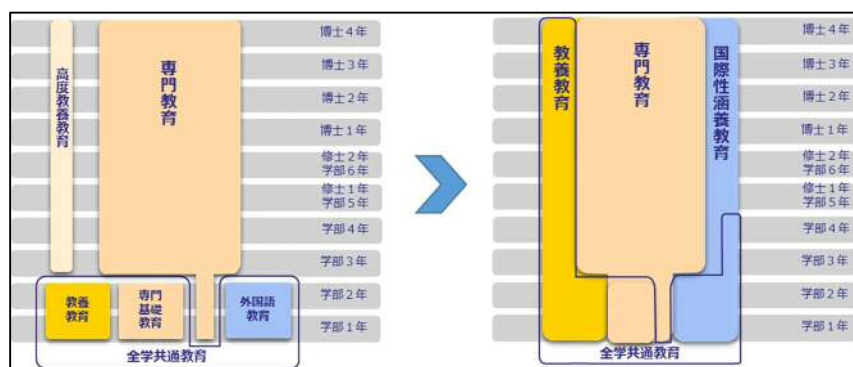 高度教養教育
専門教育
博士4年
博士3年
博士2年
博士1年
修士2年
学部6年
修士1年
学部5年
学部4年
学部3年
学部2年
学部1年
教養
教育
専門
基礎
教育
外国語
教育
全学共通教育
教養教育
専門教育
国際性涵養教育
博士4年
博士3年
博士2年
博士1年
修士2年
学部6年
修士1年
学部5年
学部4年
学部3年
学部2年
学部1年
全学共通教育